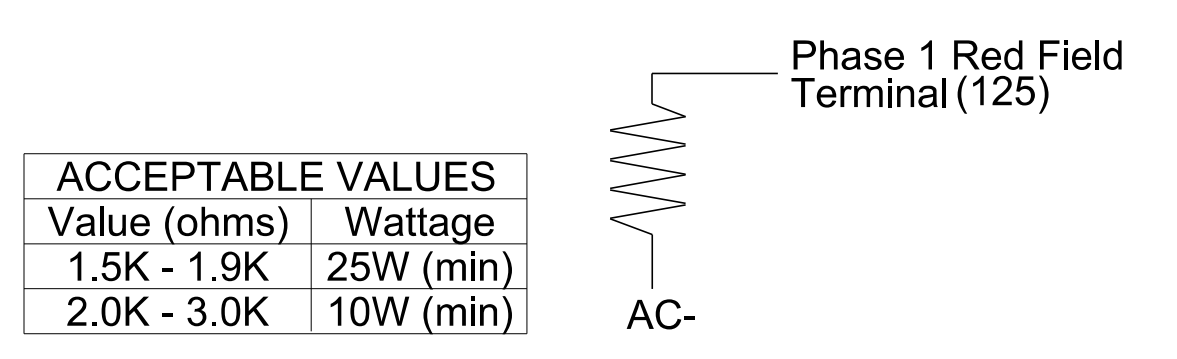 Phase 1 Red Field
Terminal (125)
ACCEPTABLE VALUES
Value (ohms) Wattage
1.5K - 1.9K 25W (min)
2.0K - 3.0K 10W (min)
AC-